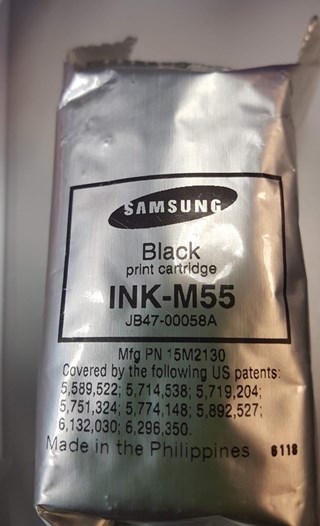 SAMSUNG
Black
print cartridge
INK-M55
JB47-00058A
Mfg PN 15M2130
Covered by the following US patents:
5,589,522; 5,714,538; 5,719,204;
5,751,324; 5,774,148; 5,892,527;
6,132,030; 6,296,350.
Made in the Philippines 6118